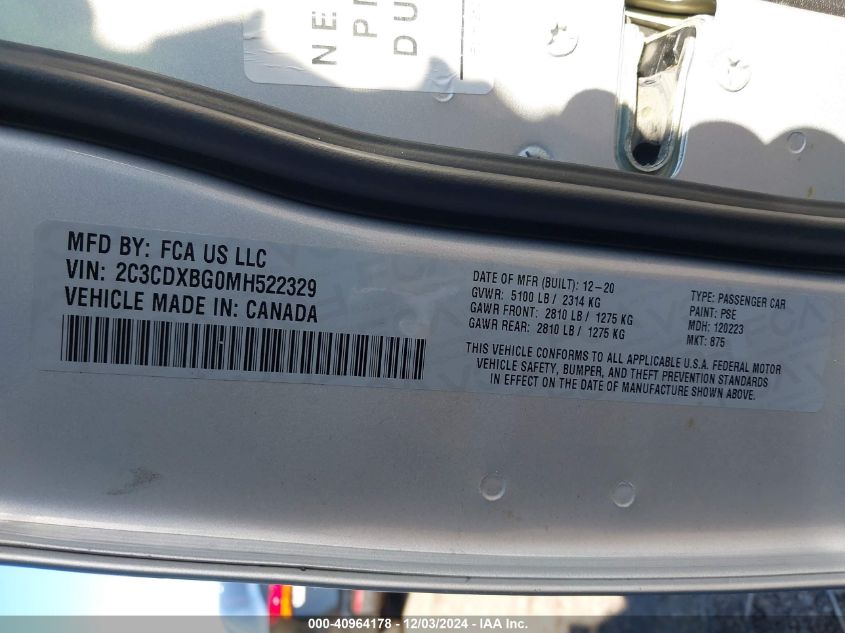 NE
PI
DU
MFD BY: FCA US LLC
VIN: 2C3CDXBG0MH522329
VEHICLE MADE IN: CANADA
DATE OF MFR (BUILT): 12-20
GVWR: 5100 LB / 2314 KG
GAWR FRONT: 2810 LB / 1275 KG
GAWR REAR: 2810 LB / 1275 KG
TYPE: PASSENGER CAR
PAINT: PSE
MDH: 120223
MKT: 875
THIS VEHICLE CONFORMS TO ALL APPLICABLE U.S.A. FEDERAL MOTOR
VEHICLE SAFETY, BUMPER, AND THEFT PREVENTION STANDARDS
IN EFFECT ON THE DATE OF MANUFACTURE SHOWN ABOVE.
000-40964178 - 12/03/2024 - IAA Inc.